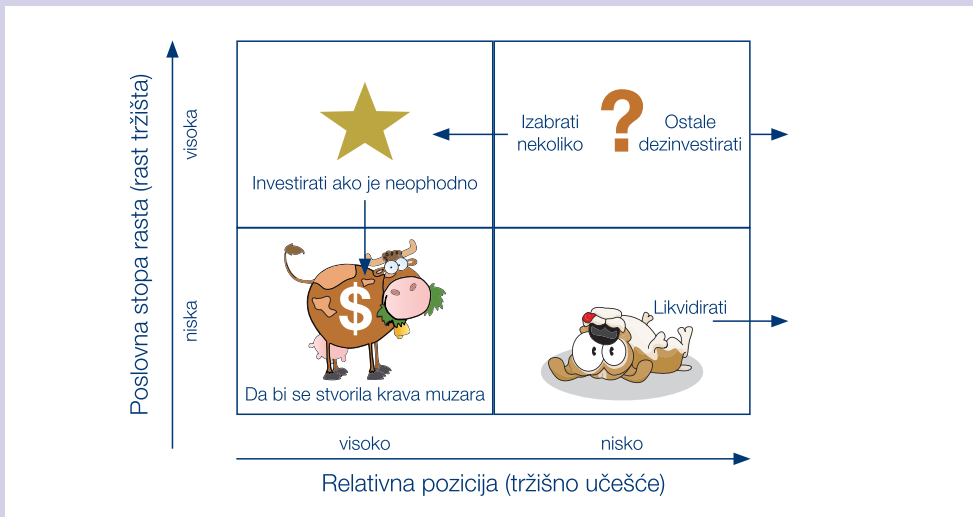 Poslovna stopa rasta (rast tržišta)
visoka
niska
Investirati ako je neophodno
Izabrati
nekoliko
?
Ostale
dezinvestirati
$
Da bi se stvorila krava muzara
Likvidirati
visoko
nisko
Relativna pozicija (tržišno učešće)